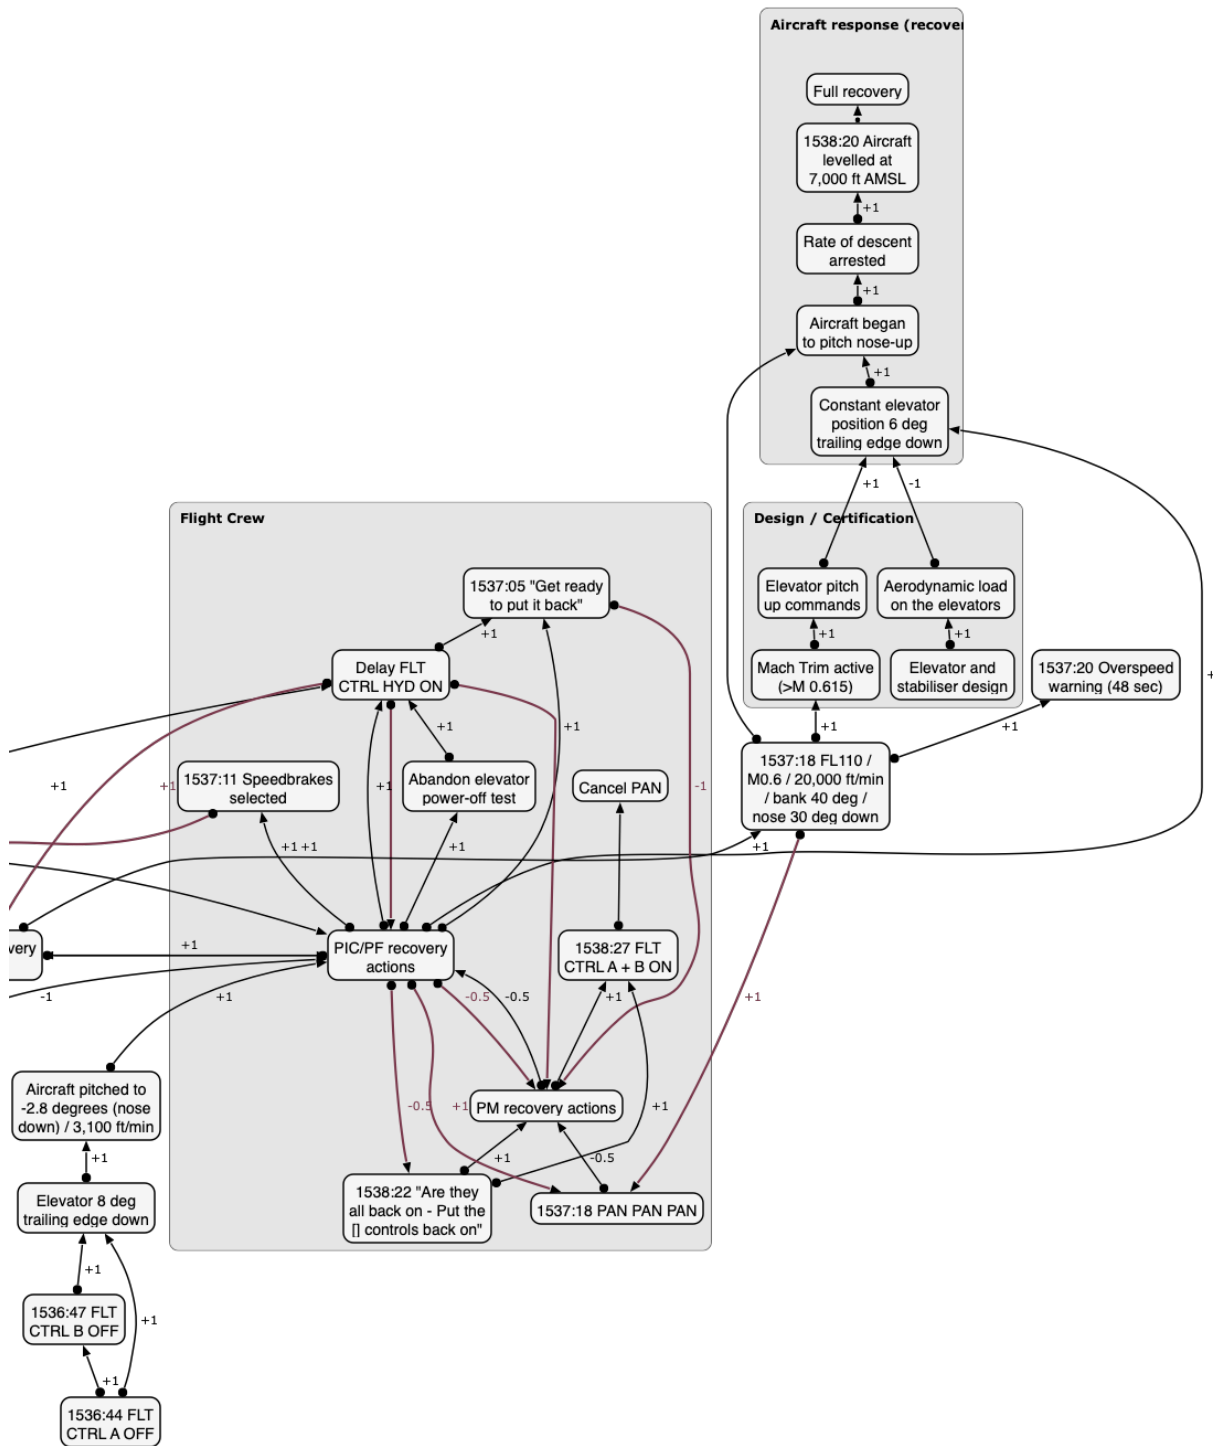 Aircraft response (recover
Full recovery
1538:20 Aircraft
levelled at
7,000 ft AMSL
+1
Rate of descent
arrested
+1
Aircraft began
to pitch nose-up
+1
Constant elevator
position 6 deg
trailing edge down
+1
-1
Design / Certification
Elevator pitch
up commands
Aerodynamic load
on the elevators
+1
+1
Mach Trim active
(>M 0.615)
Elevator and
stabiliser design
1537:20 Overspeed
warning (48 sec)
+1
+1
1537:18 FL110 /
M0.6 / 20,000 ft/min
/ bank 40 deg /
nose 30 deg down
+1
+1
Flight Crew
1537:05 "Get ready
to put it back"
+1
Delay FLT
CTRL HYD ON
+1
+1
+1
+1
+1
-1
1537:11 Speedbrakes
selected
Abandon elevator
power-off test
Cancel PAN
+1 +1
+1
very
+1
PIC/PF recovery
actions
1538:27 FLT
CTRL A + B ON
-1
+1
-0.5
-0.5
+1
Aircraft pitched to
-2.8 degrees (nose
down) / 3,100 ft/min
-0.5
+1
PM recovery actions
+1
+1
+1
-0.5
Elevator 8 deg
trailing edge down
1538:22 "Are they
all back on - Put the
[] controls back on"
1537:18 PAN PAN PAN
+1
1536:47 FLT
CTRL B OFF
+1
+1
1536:44 FLT
CTRL A OFF